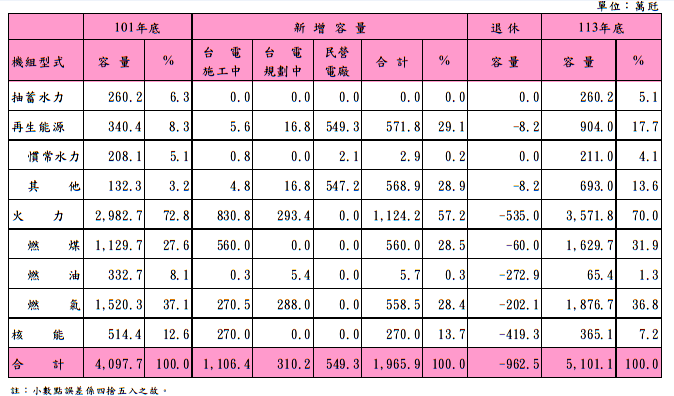 單位：萬瓩
101年底 新增容量 退休 113年底
機組型式 容量 % 台電施工中 台電規劃中 民營電廠 合計 % 容量 容量 %
抽蓄水力 260.2 6.3 0.0 0.0 0.0 0.0 0.0 0.0 260.2 5.1
再生能源 340.4 8.3 5.6 16.8 549.3 571.8 29.1 -8.2 904.0 17.7
慣常水力 208.1 5.1 0.8 0.0 2.1 2.9 0.2 0.0 211.0 4.1
其他 132.3 3.2 4.8 16.8 547.2 568.9 28.9 -8.2 693.0 13.6
火力 2,982.7 72.8 830.8 293.4 0.0 1,124.2 57.2 -535.0 3,571.8 70.0
燃煤 1,129.7 27.6 560.0 0.0 0.0 560.0 28.5 -60.0 1,629.7 31.9
燃油 332.7 8.1 0.3 5.4 0.0 5.7 0.3 -272.9 65.4 1.3
燃氣 1,520.3 37.1 270.5 288.0 0.0 558.5 28.4 -202.1 1,876.7 36.8
核能 514.4 12.6 270.0 0.0 0.0 270.0 13.7 -419.3 365.1 7.2
合計 4,097.7 100.0 1,106.4 310.2 549.3 1,965.9 100.0 -962.5 5,101.1 100.0
註：小數點誤差係四捨五入之故。